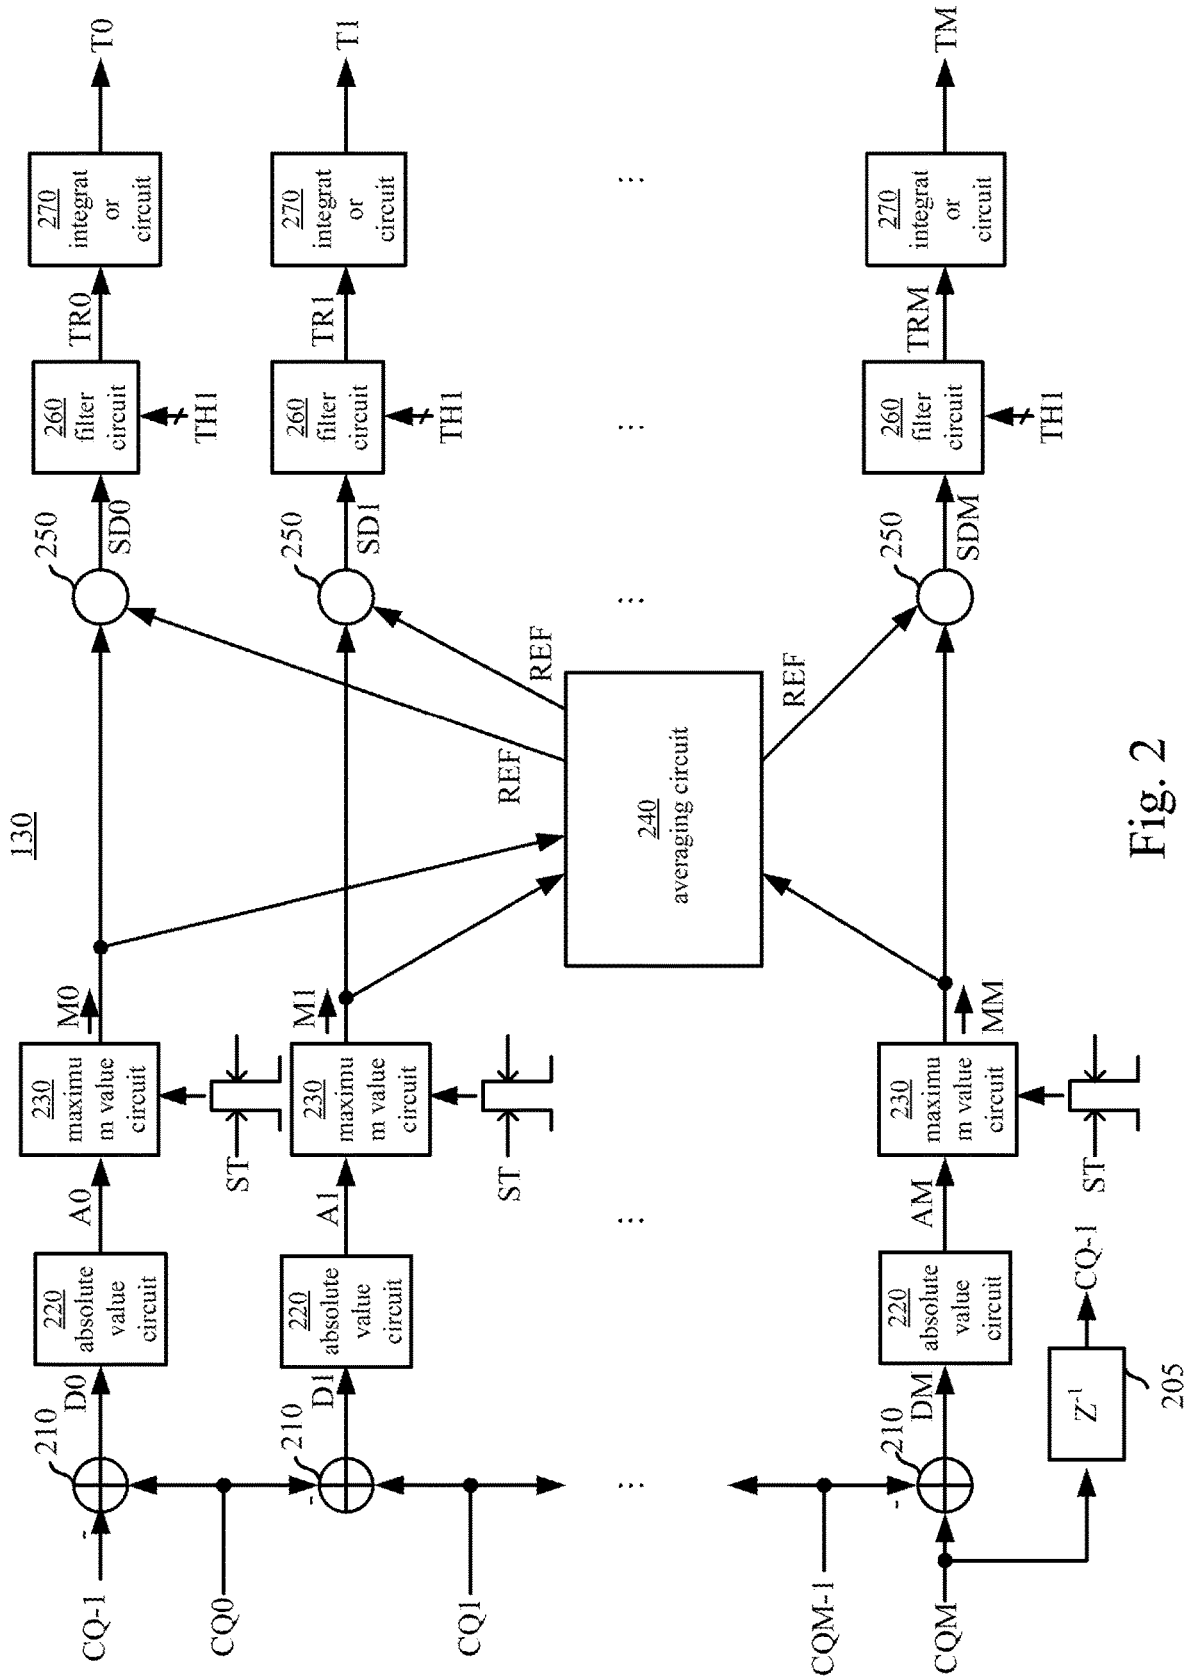 130
CQ-1
-
210
D0
220
absolute
value
circuit
A0
230
maximu
m value
circuit
M0
ST
250
SD0
260
filter
circuit
TH1
TR0
270
integrat
or
circuit
T0
CQ0
-
210
D1
220
absolute
value
circuit
A1
230
maximu
m value
circuit
M1
ST
250
SD1
260
filter
circuit
TH1
TR1
270
integrat
or
circuit
T1
CQ1
...
...
240
averaging circuit
REF
REF
REF
...
...
...
CQM-1
-
210
CQM
DM
220
absolute
value
circuit
AM
230
maximu
m value
circuit
MM
ST
250
SDM
260
filter
circuit
TH1
TRM
270
integrat
or
circuit
TM
Z-1
205
CQ-1
Fig. 2